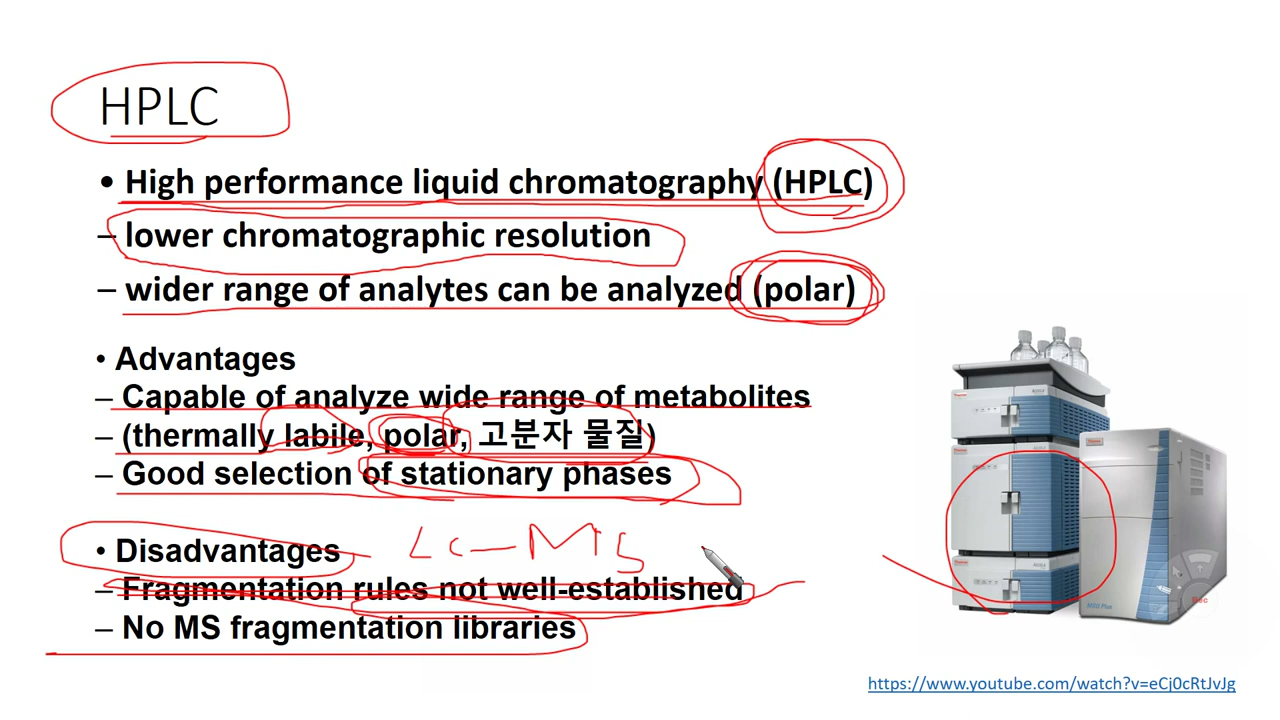 HPLC
• High performance liquid chromatography (HPLC)
– lower chromatographic resolution
– wider range of analytes can be analyzed (polar)
• Advantages
– Capable of analyze wide range of metabolites
– (thermally labile, polar, 고분자 물질)
– Good selection of stationary phases
• Disadvantages
LC-MS
– Fragmentation rules not well-established
– No MS fragmentation libraries
Rec
https://www.youtube.com/watch?v=eCj0cRtJvJg